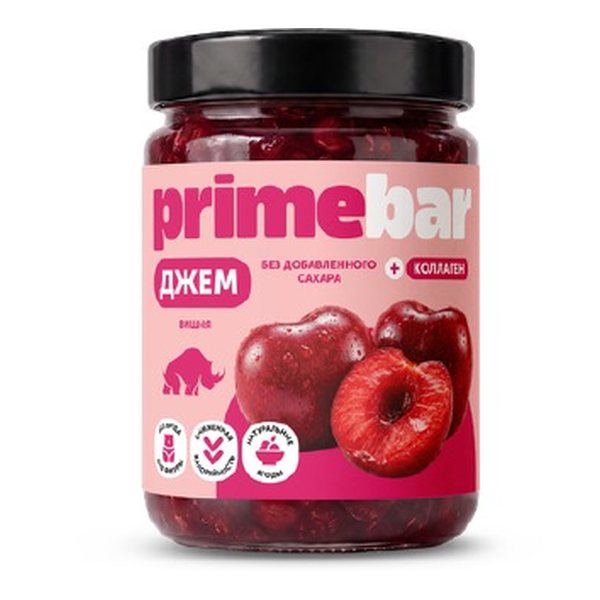 primebar
ДЖЕМ
БЕЗ ДОБАВЛЕННОГО
САХАРА
+ КОЛЛАГЕН
ВИШНЯ
НАТУРАЛЬНЫЕ
ЯГОДЫ